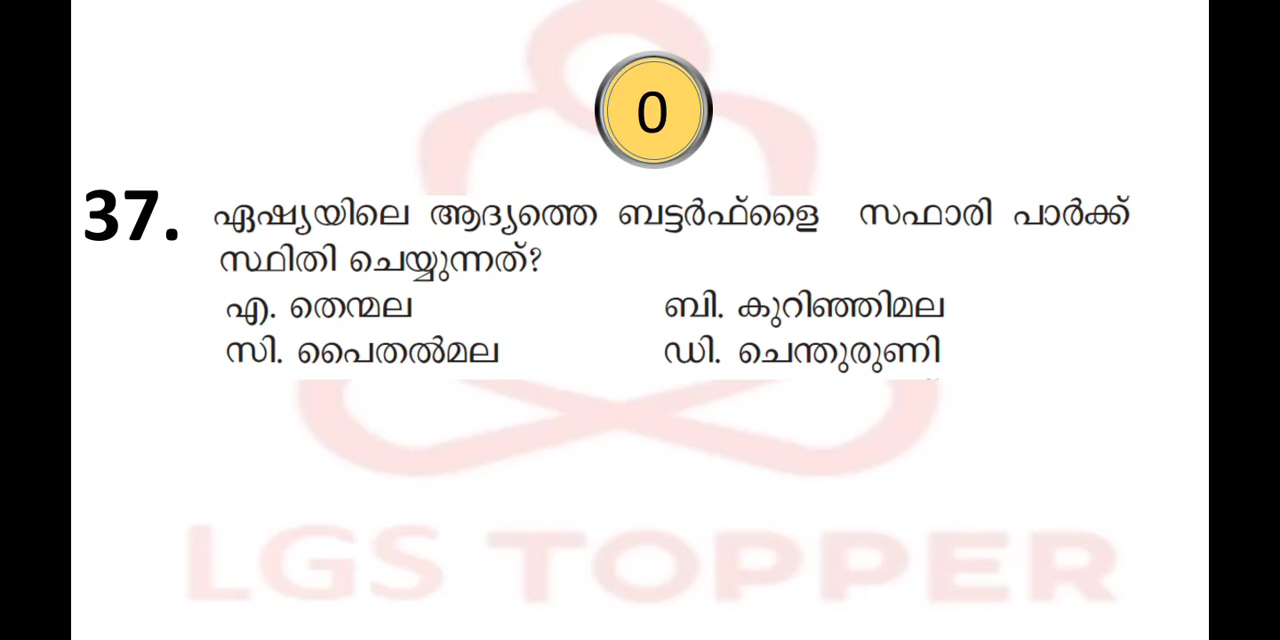 0
37. ഏഷ്യയിലെ ആദ്യത്തെ ബട്ടർഫ്ളൈ സഫാരി പാർക്ക്
സ്ഥിതി ചെയ്യുന്നത്?
എ. തെന്മല ബി. കുറിഞ്ഞിമല
സി. പൈതൽമല ഡി. ചെന്തുരുണി
LGS TOPPER